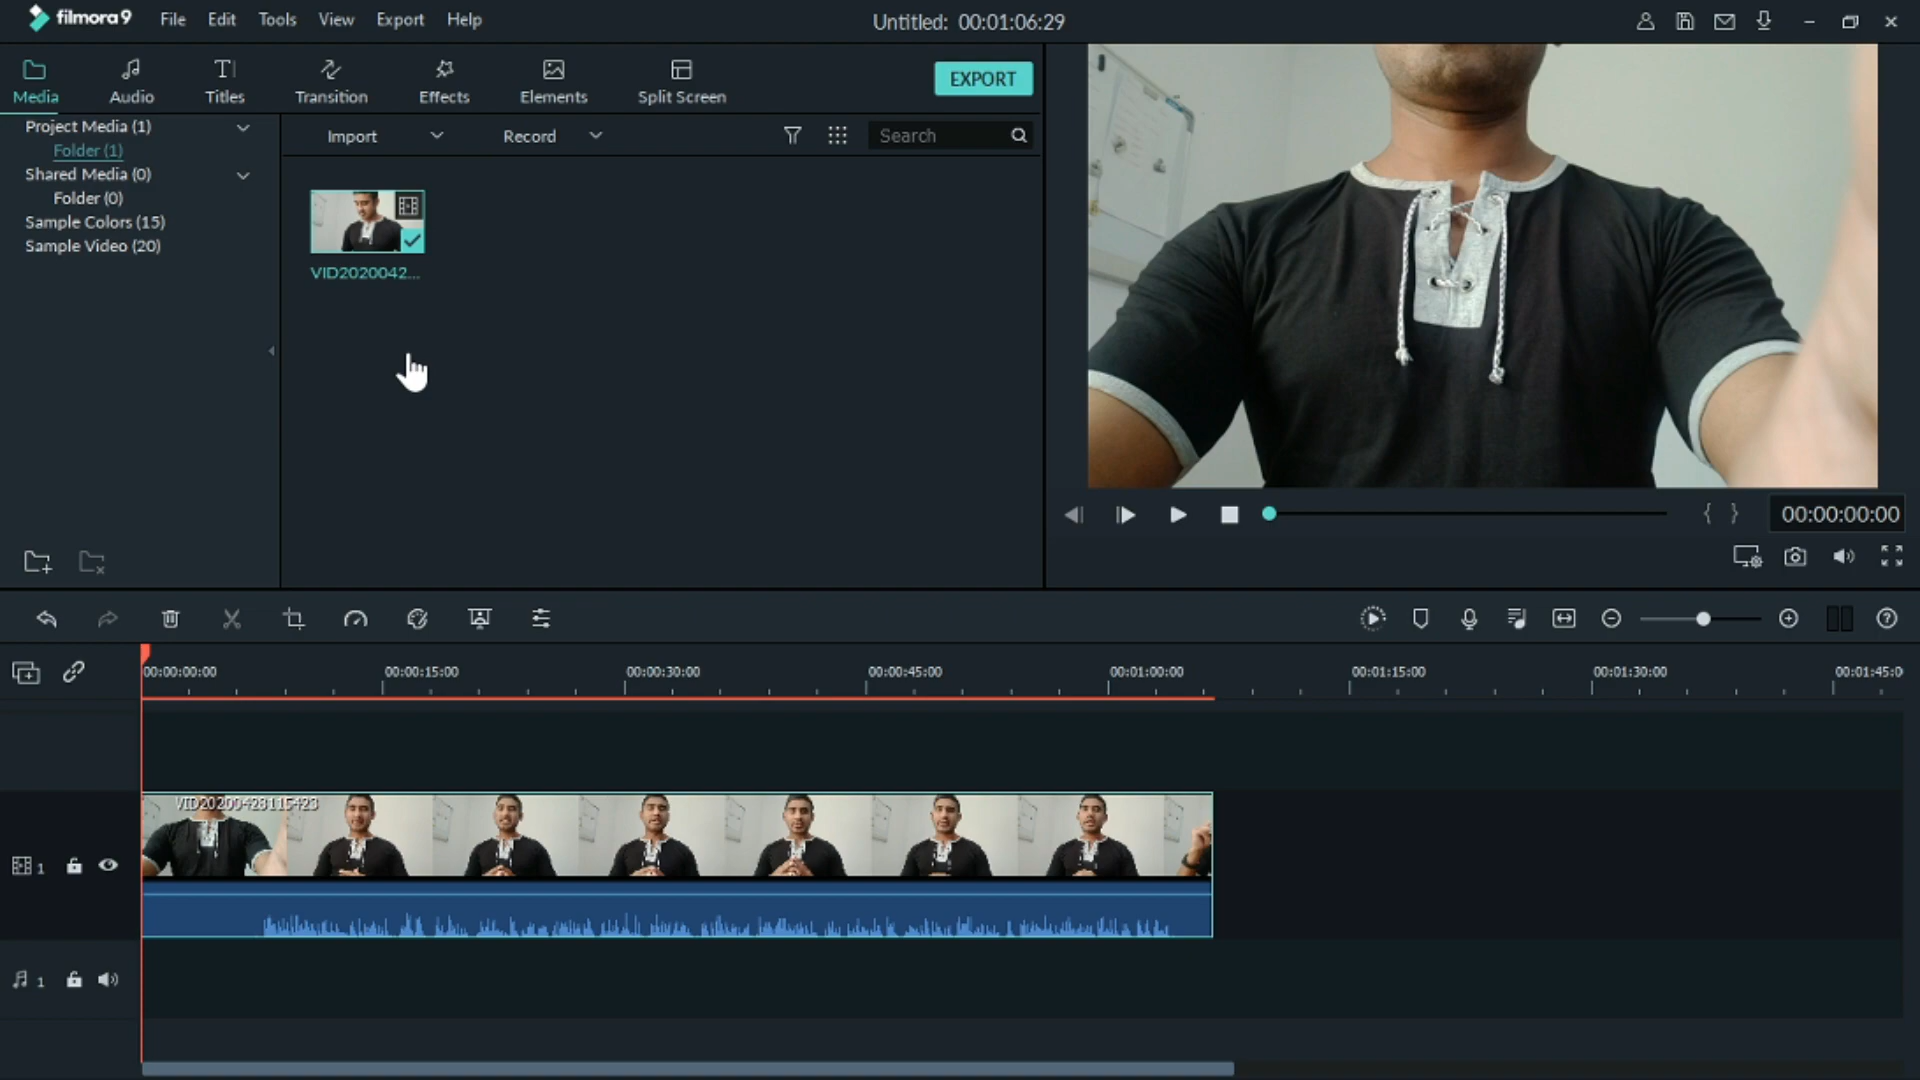 filmora9 File Edit Tools View Export Help Untitled: 00:01:06:29
Media Audio Titles Transition Effects Elements Split Screen EXPORT
Project Media (1)
Folder (1)
Shared Media (0)
Folder (0)
Sample Colors (15)
Sample Video (20)
Import Record Search
VID2020042...
00:00:00:00
00:00:00:00 00:00:15:00 00:00:30:00 00:00:45:00 00:01:00:00 00:01:15:00 00:01:30:00 00:01:45:0
VID20200423115423
1
1